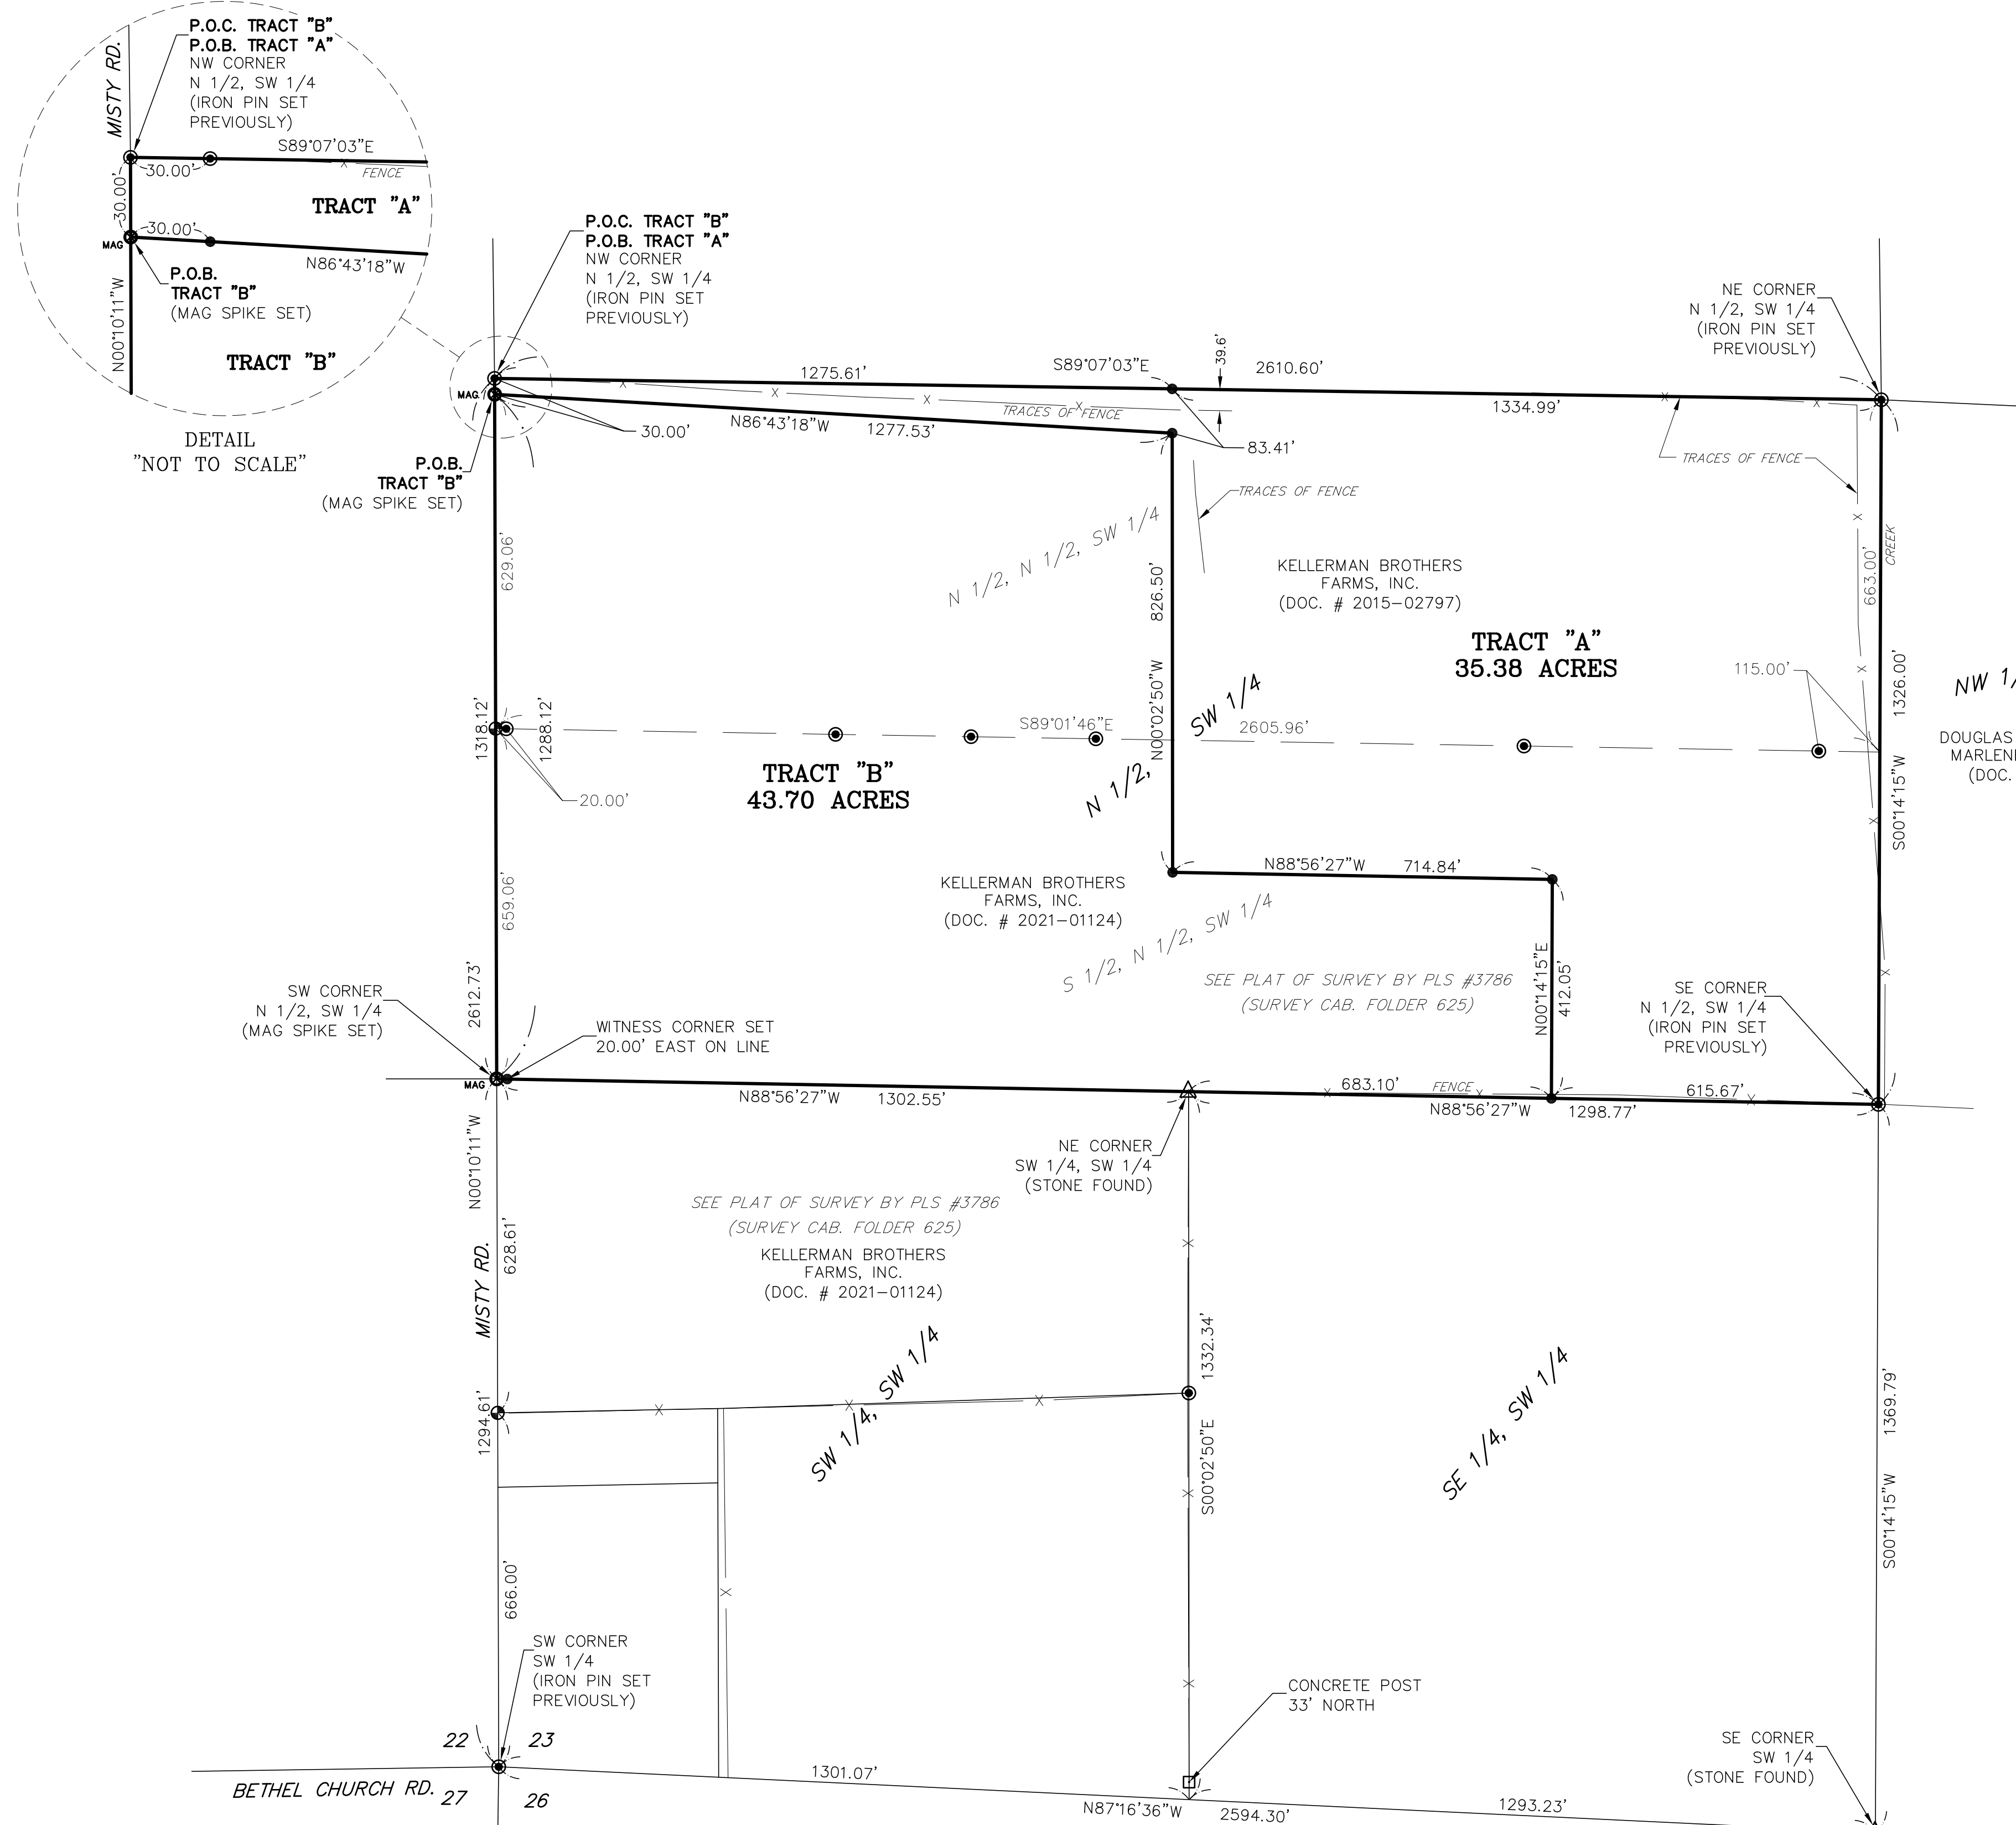 P.O.C. TRACT "B"
P.O.B. TRACT "A"
NW CORNER
N 1/2, SW 1/4
(IRON PIN SET
PREVIOUSLY)
MISTY RD.
S89°07'03"E
30.00'
FENCE
30.00'
TRACT "A"
30.00'
MAG
N86°43'18"W
P.O.B.
TRACT "B"
(MAG SPIKE SET)
N00°10'11"W
TRACT "B"
DETAIL
"NOT TO SCALE"
P.O.C. TRACT "B"
P.O.B. TRACT "A"
NW CORNER
N 1/2, SW 1/4
(IRON PIN SET
PREVIOUSLY)
NE CORNER
N 1/2, SW 1/4
(IRON PIN SET
PREVIOUSLY)
1275.61'
S89°07'03"E
39.6'
2610.60'
1334.99'
MAG
TRACES OF FENCE
N86°43'18"W
1277.53'
30.00'
83.41'
P.O.B.
TRACT "B"
(MAG SPIKE SET)
TRACES OF FENCE
TRACES OF FENCE
629.06'
N 1/2, N 1/2, SW 1/4
826.50'
N00°02'50"W
KELLERMAN BROTHERS
FARMS, INC.
(DOC. # 2015-02797)
TRACT "A"
35.38 ACRES
663.00'
CREEK
115.00'
1326.00'
S00°14'15"W
NW 1/
DOUGLAS
MARLEN
(DOC.
1318.12'
1288.12'
S89°01'46"E
2605.96'
N 1/2, SW 1/4
20.00'
TRACT "B"
43.70 ACRES
N88°56'27"W
714.84'
659.06'
KELLERMAN BROTHERS
FARMS, INC.
(DOC. # 2021-01124)
S 1/2, N 1/2, SW 1/4
SEE PLAT OF SURVEY BY PLS #3786
(SURVEY CAB. FOLDER 625)
N00°14'15"E
412.05'
SE CORNER
N 1/2, SW 1/4
(IRON PIN SET
PREVIOUSLY)
2612.73'
SW CORNER
N 1/2, SW 1/4
(MAG SPIKE SET)
WITNESS CORNER SET
20.00' EAST ON LINE
MAG
N88°56'27"W
1302.55'
683.10'
FENCE
N88°56'27"W
1298.77'
615.67'
NE CORNER
SW 1/4, SW 1/4
(STONE FOUND)
N00°10'11"W
SEE PLAT OF SURVEY BY PLS #3786
(SURVEY CAB. FOLDER 625)
KELLERMAN BROTHERS
FARMS, INC.
(DOC. # 2021-01124)
628.61'
MISTY RD.
1332.34'
S00°02'50"E
SW 1/4, SW 1/4
SE 1/4, SW 1/4
1294.61'
1369.79'
S00°14'15"W
666.00'
SW CORNER
SW 1/4
(IRON PIN SET
PREVIOUSLY)
CONCRETE POST
33' NORTH
SE CORNER
SW 1/4
(STONE FOUND)
22
23
BETHEL CHURCH RD.
27
26
1301.07'
N87°16'36"W
2594.30'
1293.23'